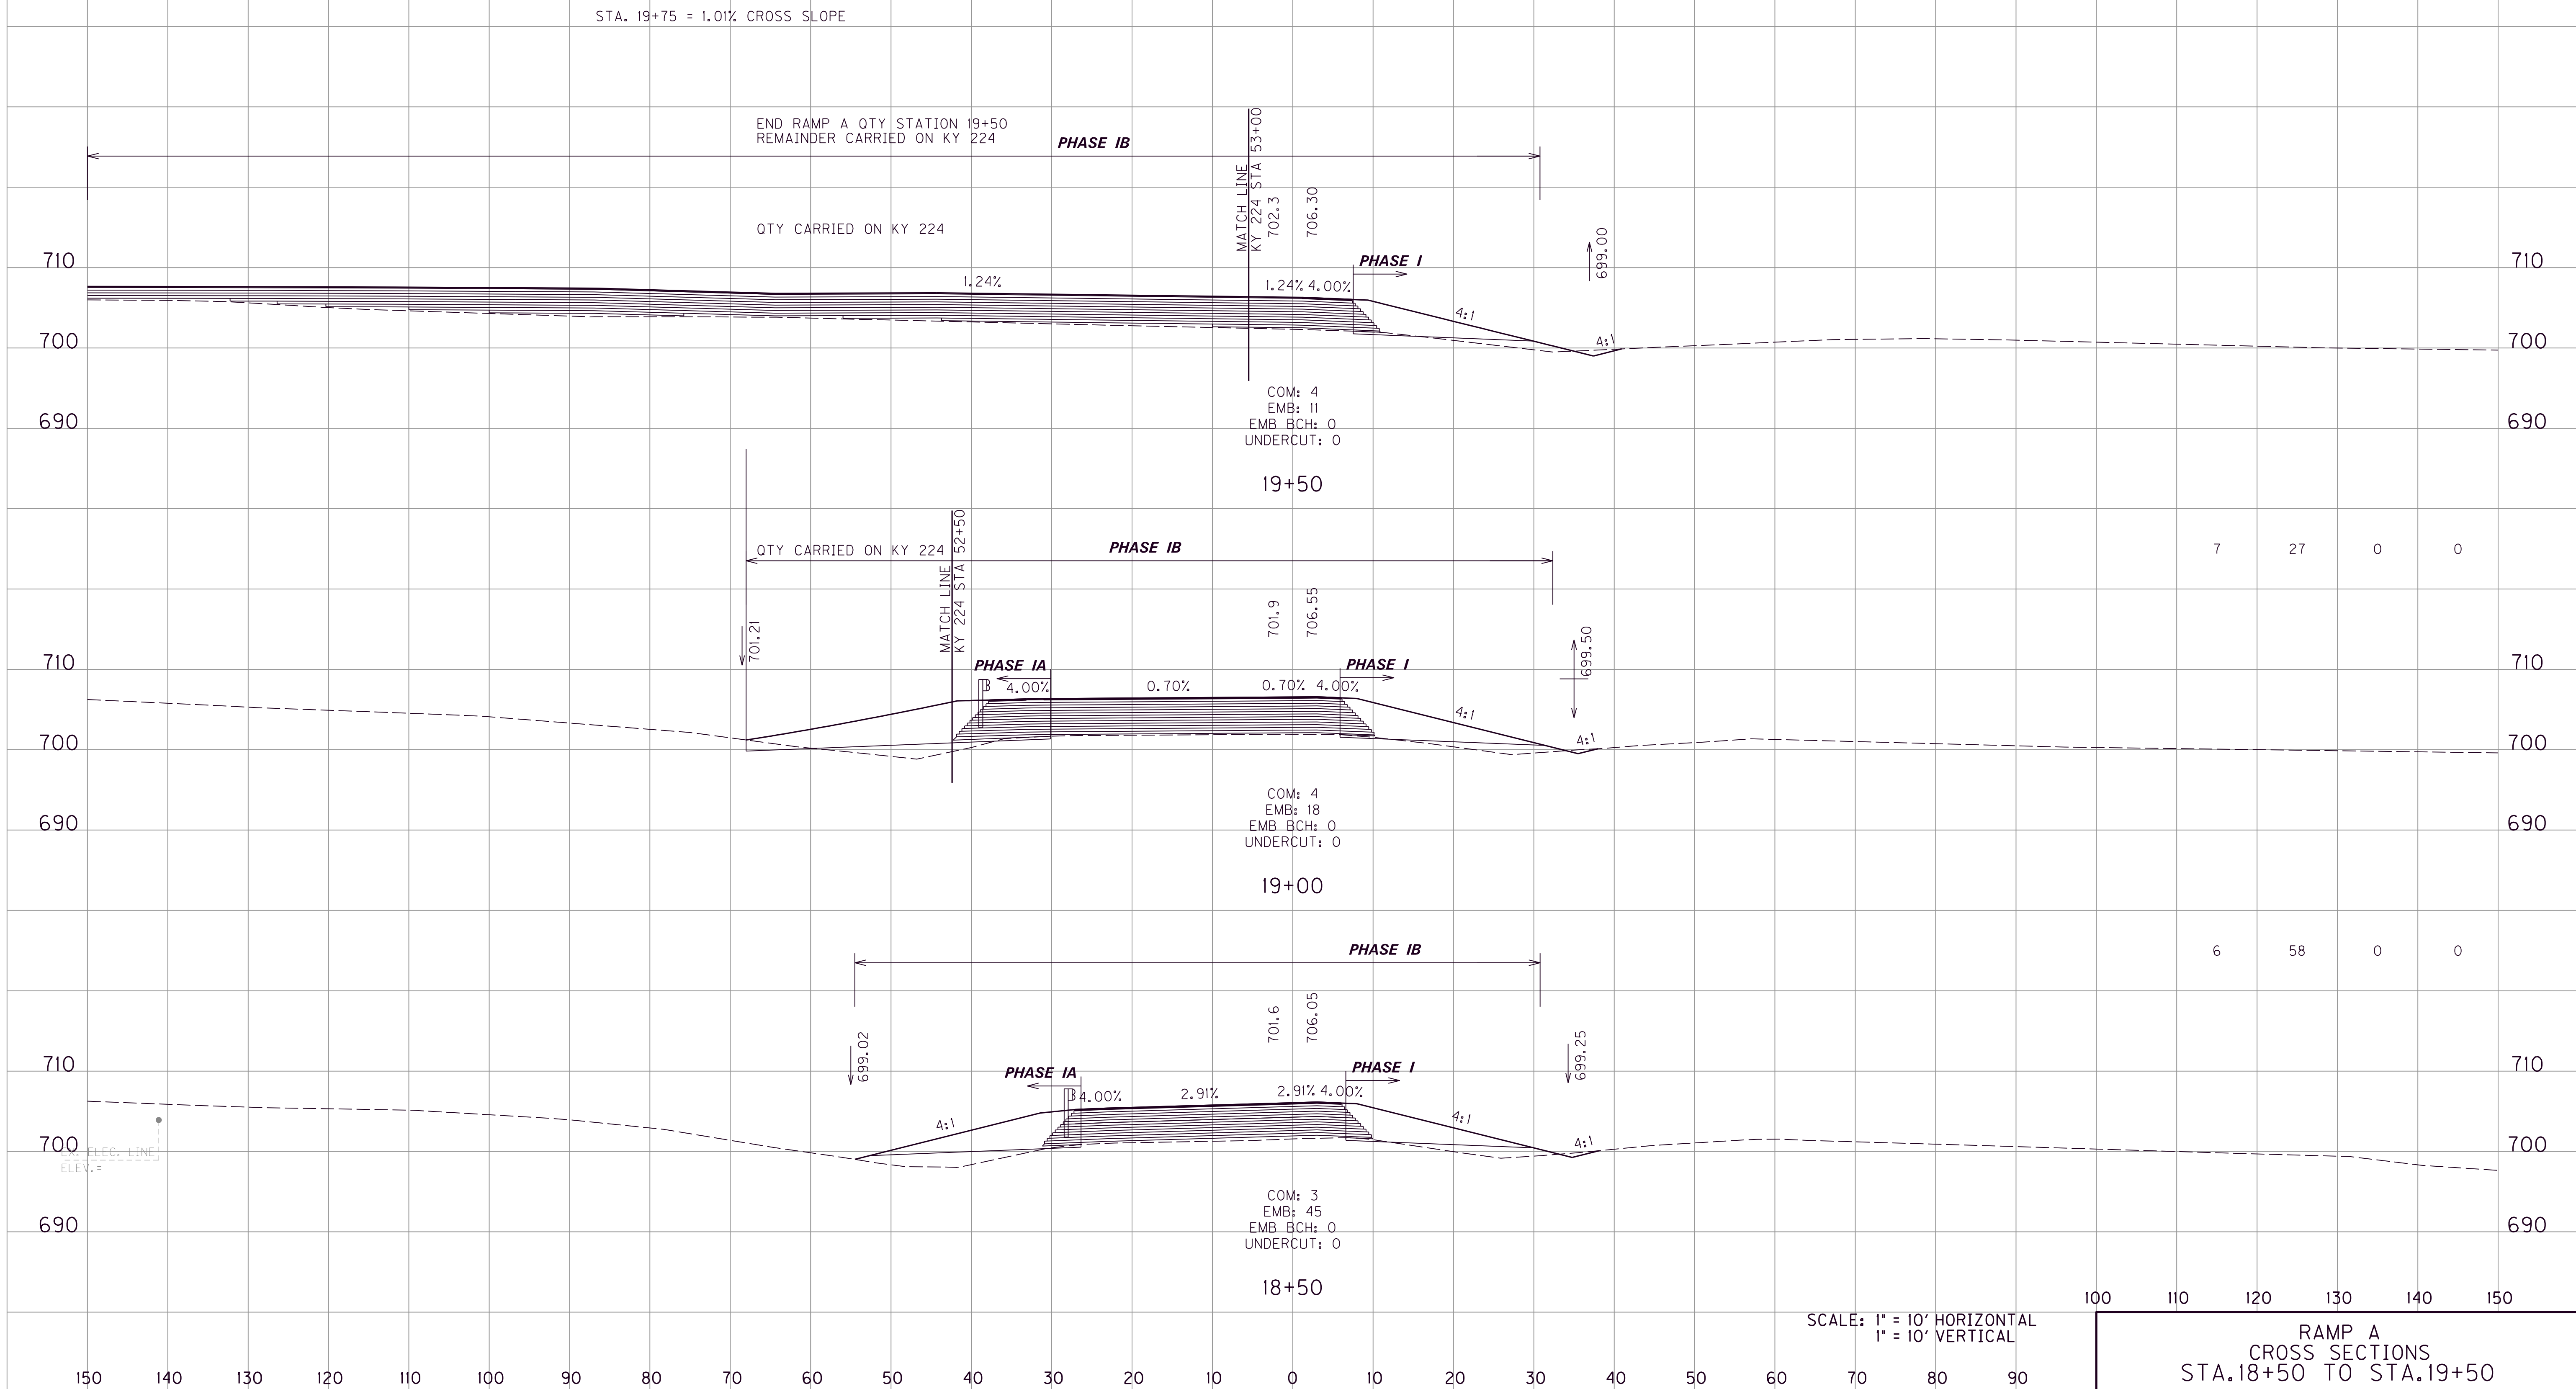 STA. 19+75 = 1.01% CROSS SLOPE
END RAMP A QTY STATION 19+50
REMAINDER CARRIED ON KY 224
PHASE IB
MATCH LINE
KY 224 STA 53+00
702.3
706.30
QTY CARRIED ON KY 224
699.00
PHASE I
710
710
1.24%
1.24%
4.00%
4:1
4:1
700
700
COM: 4
EMB: 11
EMB BCH: 0
UNDERCUT: 0
690
690
19+50
QTY CARRIED ON KY 224
MATCH LINE
KY 224 STA 52+50
PHASE IB
7
27
0
0
701.21
701.9
706.55
699.50
710
PHASE IA
PHASE I
710
4.00%
0.70%
0.70%
4.00%
4:1
4:1
700
700
COM: 4
EMB: 18
EMB BCH: 0
UNDERCUT: 0
690
690
19+00
PHASE IB
6
58
0
0
699.02
701.6
706.05
699.25
710
PHASE IA
PHASE I
710
4.00%
2.91%
2.91%
4.00%
4:1
4:1
4:1
700
700
EX. ELEC. LINE
ELEV.=
COM: 3
EMB: 45
EMB BCH: 0
UNDERCUT: 0
690
690
18+50
100 110 120 130 140 150
SCALE: 1" = 10' HORIZONTAL
1" = 10' VERTICAL
RAMP A
CROSS SECTIONS
STA.18+50 TO STA.19+50
150 140 130 120 110 100 90 80 70 60 50 40 30 20 10 0 10 20 30 40 50 60 70 80 90